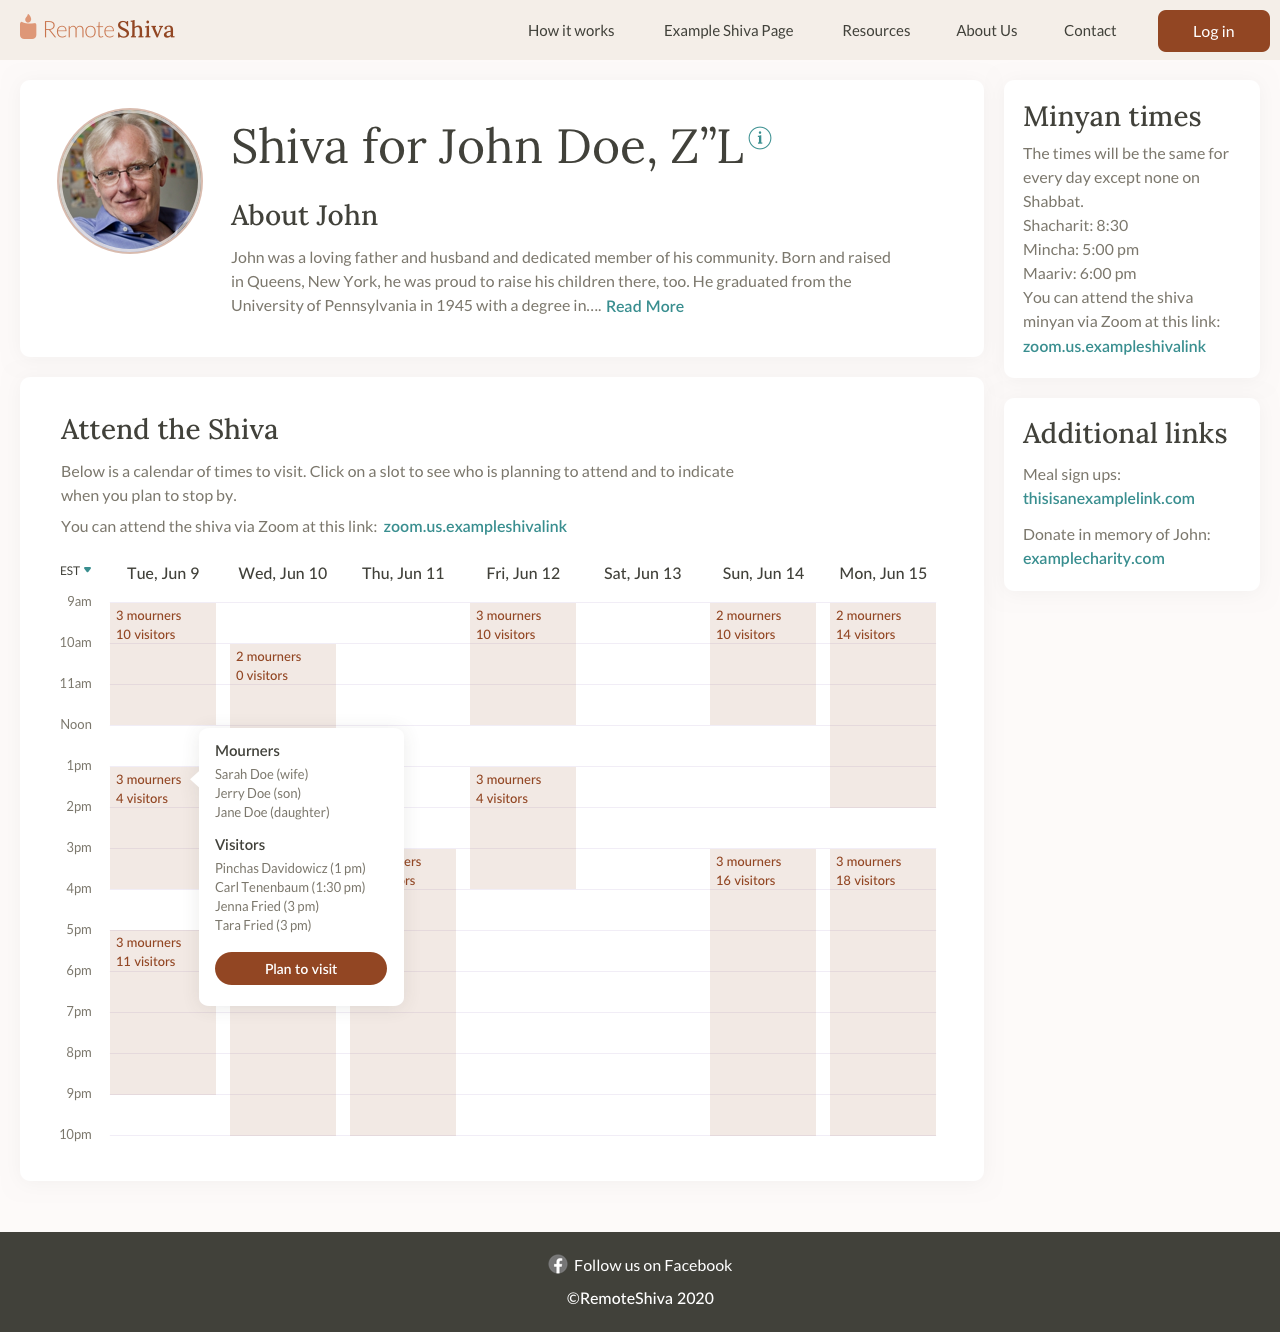 RemoteShiva
How it works
Example Shiva Page
Resources
About Us
Contact
Log in
Shiva for John Doe, Z”L
i
About John
John was a loving father and husband and dedicated member of his community. Born and raised
in Queens, New York, he was proud to raise his children there, too. He graduated from the
University of Pennsylvania in 1945 with a degree in.... Read More
Minyan times
The times will be the same for
every day except none on
Shabbat.
Shacharit: 8:30
Mincha: 5:00 pm
Maariv: 6:00 pm
You can attend the shiva
minyan via Zoom at this link:
zoom.us.exampleshivalink
Additional links
Meal sign ups:
thisisanexamplelink.com
Donate in memory of John:
examplecharity.com
Attend the Shiva
Below is a calendar of times to visit. Click on a slot to see who is planning to attend and to indicate
when you plan to stop by.
You can attend the shiva via Zoom at this link: zoom.us.exampleshivalink
EST
Tue, Jun 9
Wed, Jun 10
Thu, Jun 11
Fri, Jun 12
Sat, Jun 13
Sun, Jun 14
Mon, Jun 15
9am
3 mourners
10 visitors
3 mourners
10 visitors
2 mourners
10 visitors
2 mourners
14 visitors
10am
2 mourners
0 visitors
11am
Noon
1pm
3 mourners
4 visitors
3 mourners
4 visitors
2pm
3pm
ers
ors
3 mourners
16 visitors
3 mourners
18 visitors
4pm
5pm
3 mourners
11 visitors
6pm
7pm
8pm
9pm
10pm
Mourners
Sarah Doe (wife)
Jerry Doe (son)
Jane Doe (daughter)
Visitors
Pinchas Davidowicz (1 pm)
Carl Tenenbaum (1:30 pm)
Jenna Fried (3 pm)
Tara Fried (3 pm)
Plan to visit
Follow us on Facebook
©RemoteShiva 2020